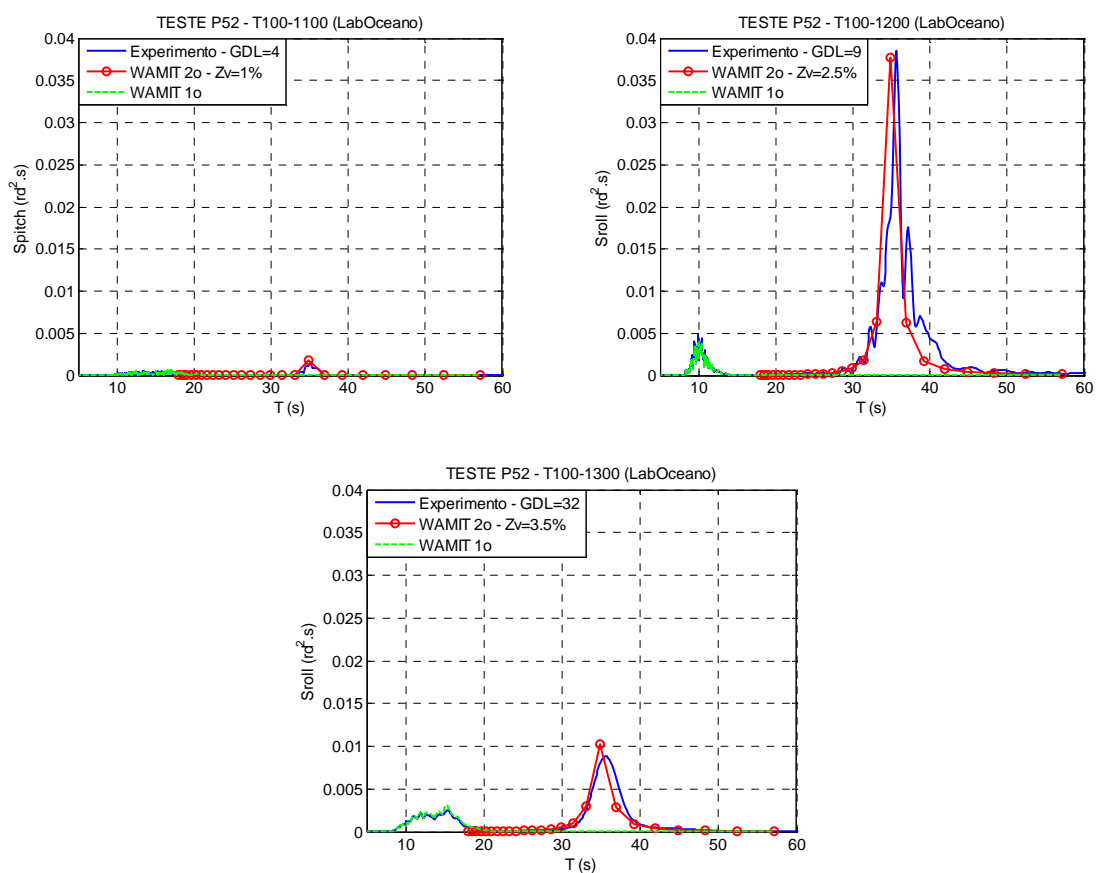 TESTE P52 - T100-1100 (LabOceano)
0.04
0.035
0.03
0.025
0.02
0.015
0.01
0.005
0
Spitch (rd².s)
Experimento - GDL=4
WAMIT 2o - Zv=1%
WAMIT 1o
10 20 30 40 50 60
T (s)
TESTE P52 - T100-1200 (LabOceano)
0.04
0.035
0.03
0.025
0.02
0.015
0.01
0.005
0
Sroll (rd².s)
Experimento - GDL=9
WAMIT 2o - Zv=2.5%
WAMIT 1o
10 20 30 40 50 60
T (s)
TESTE P52 - T100-1300 (LabOceano)
0.04
0.035
0.03
0.025
0.02
0.015
0.01
0.005
0
Sroll (rd².s)
Experimento - GDL=32
WAMIT 2o - Zv=3.5%
WAMIT 1o
10 20 30 40 50 60
T (s)